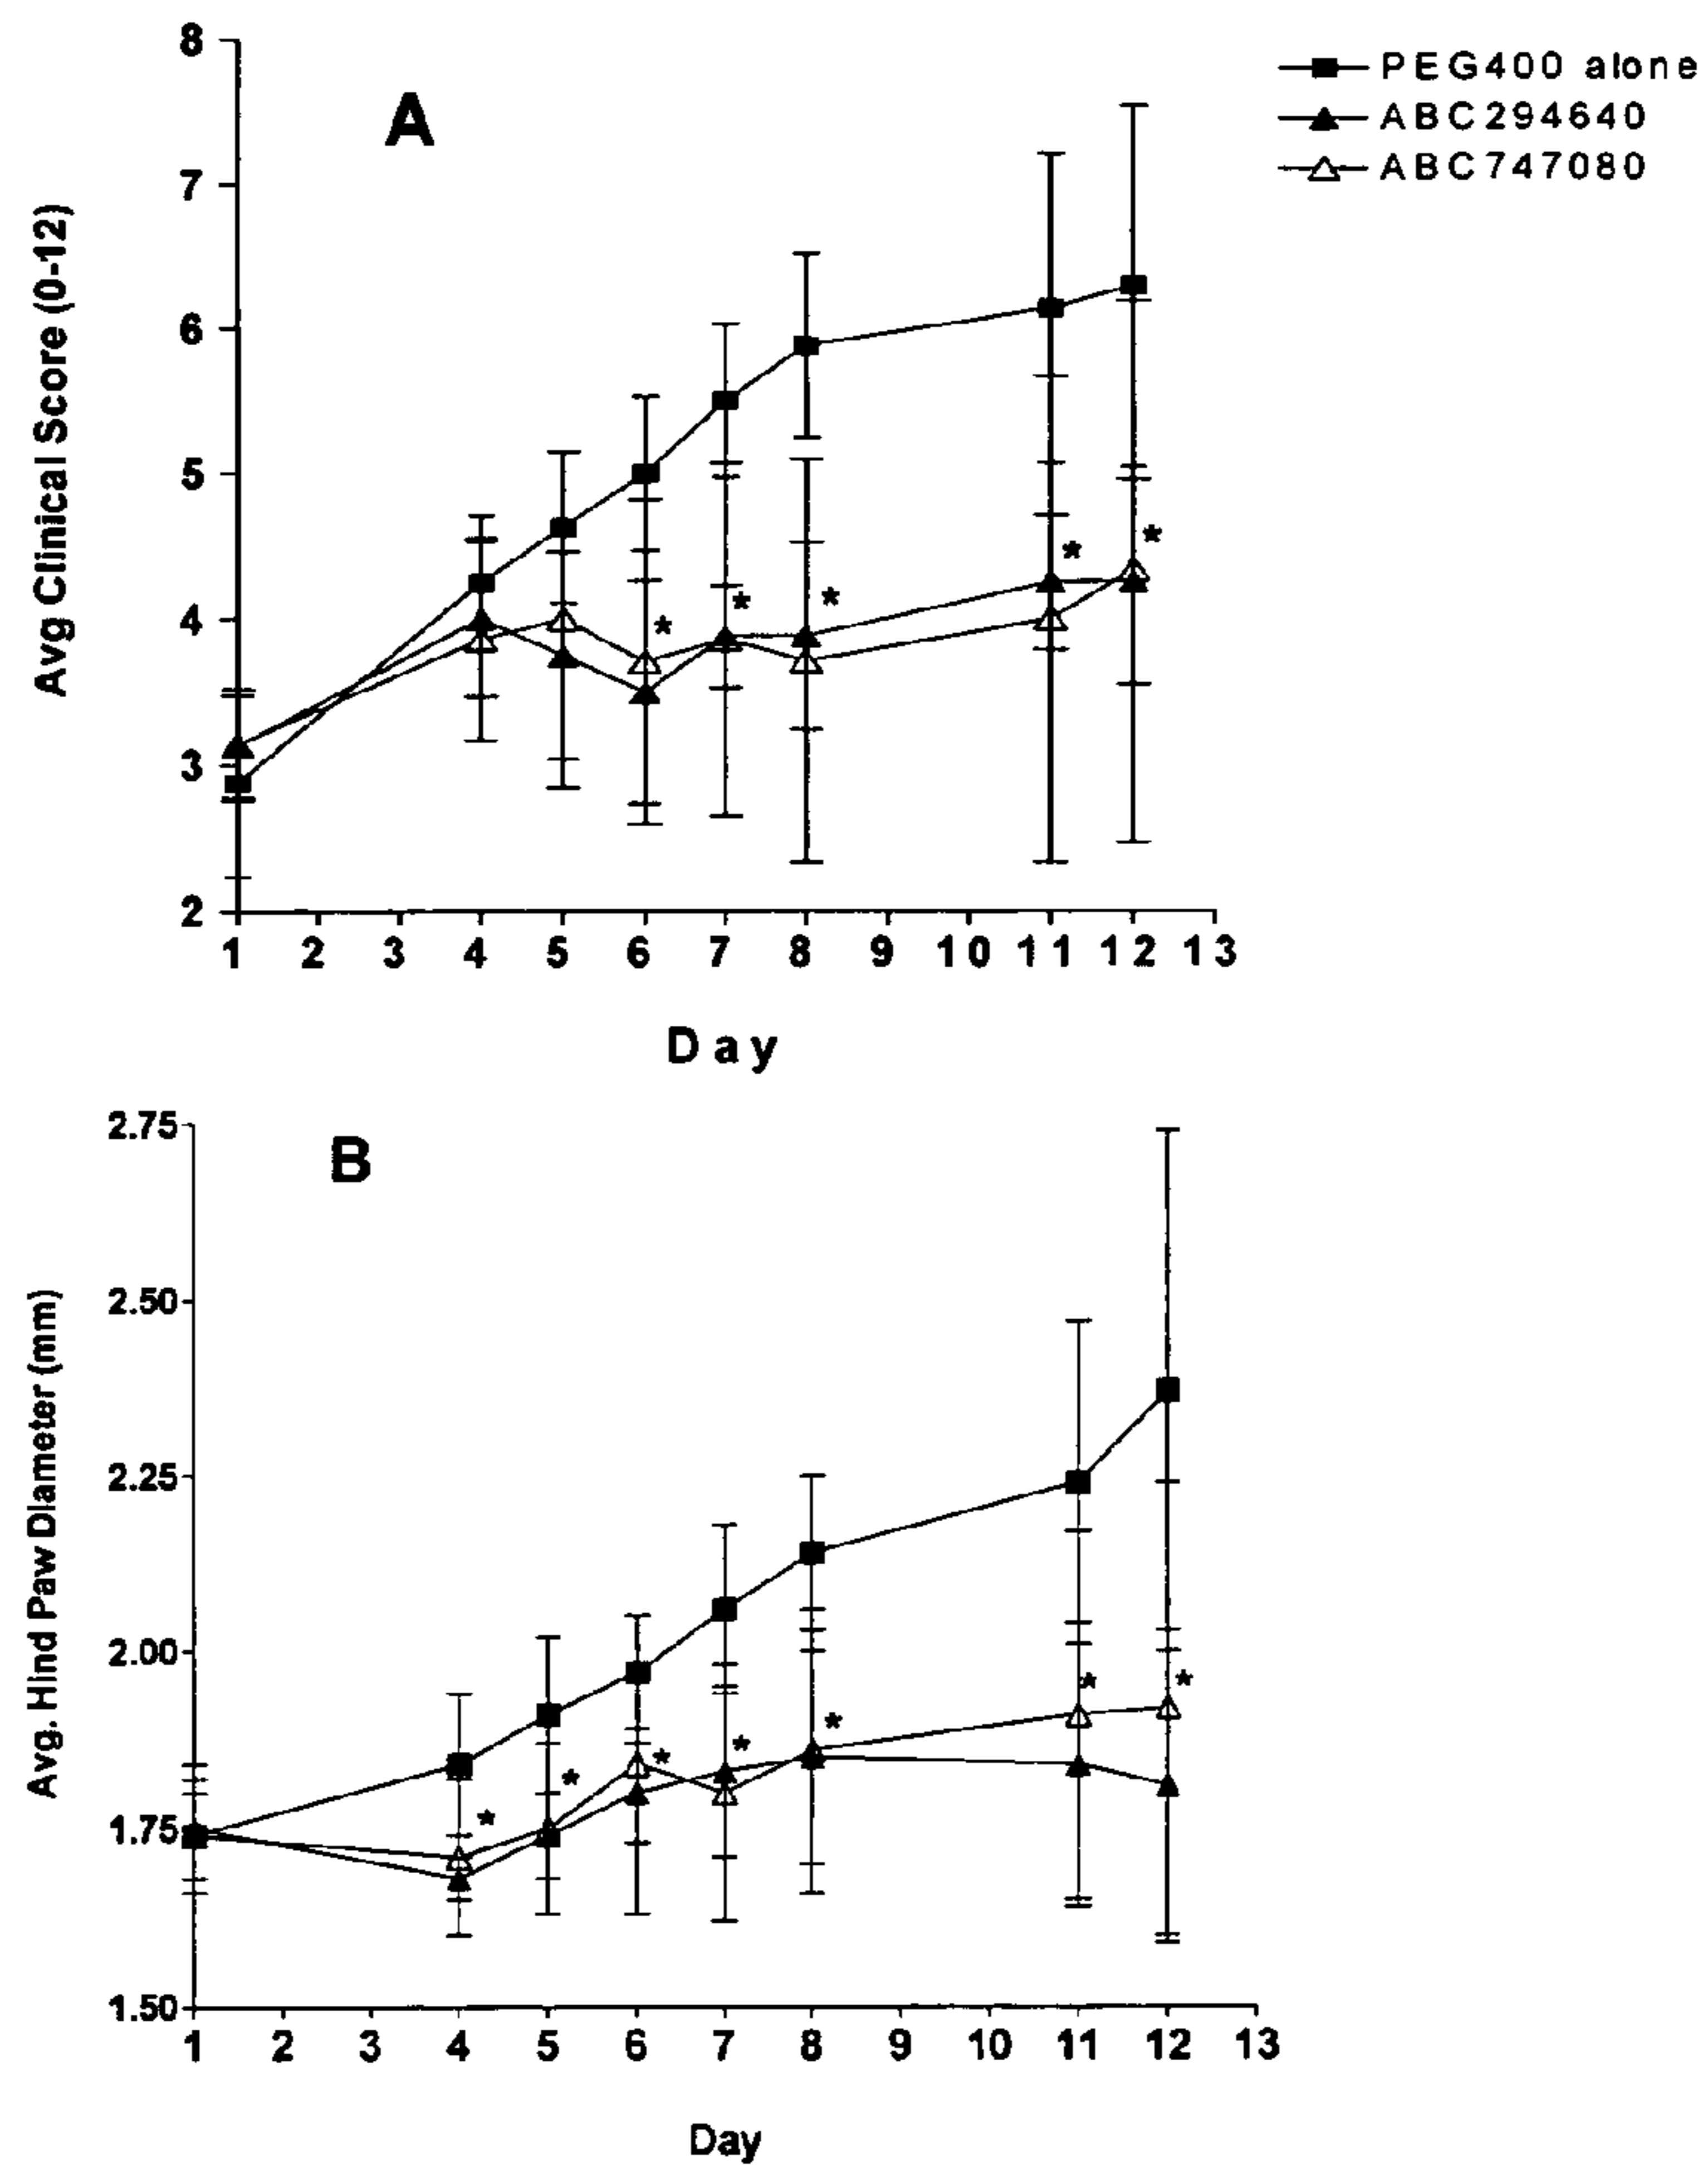 PEG400 alone
ABC294640
ABC747080
A
Avg Clinical Score (0-12)
8
7
6
5
4
3
2
1 2 3 4 5 6 7 8 9 10 11 12 13
Day
B
Avg. Hind Paw Diameter (mm)
2.75
2.50
2.25
2.00
1.75
1.50
1 2 3 4 5 6 7 8 9 10 11 12 13
Day